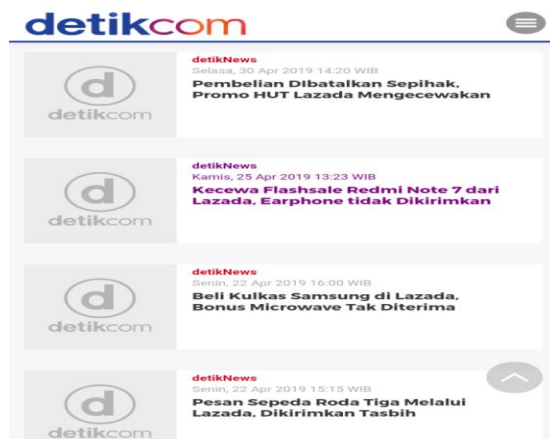 detikcom
detikNews
Selasa, 30 Apr 2019 14:20 WIB
Pembelian DIbatalkan Sepihak,
Promo HUT Lazada Mengecewakan
d
detikcom
detikNews
Kamis, 25 Apr 2019 13:23 WIB
Kecewa Flashsale Redmi Note 7 dari
Lazada, Earphone tidak Dikirimkan
d
detikcom
detikNews
Senin, 22 Apr 2019 16:00 WIB
Beli Kulkas Samsung di Lazada,
Bonus Microwave Tak Diterima
d
detikcom
detikNews
Senin, 22 Apr 2019 15:15 WIB
Pesan Sepeda Roda Tiga Melalui
Lazada, Dikirimkan Tasbih
d
detikcom